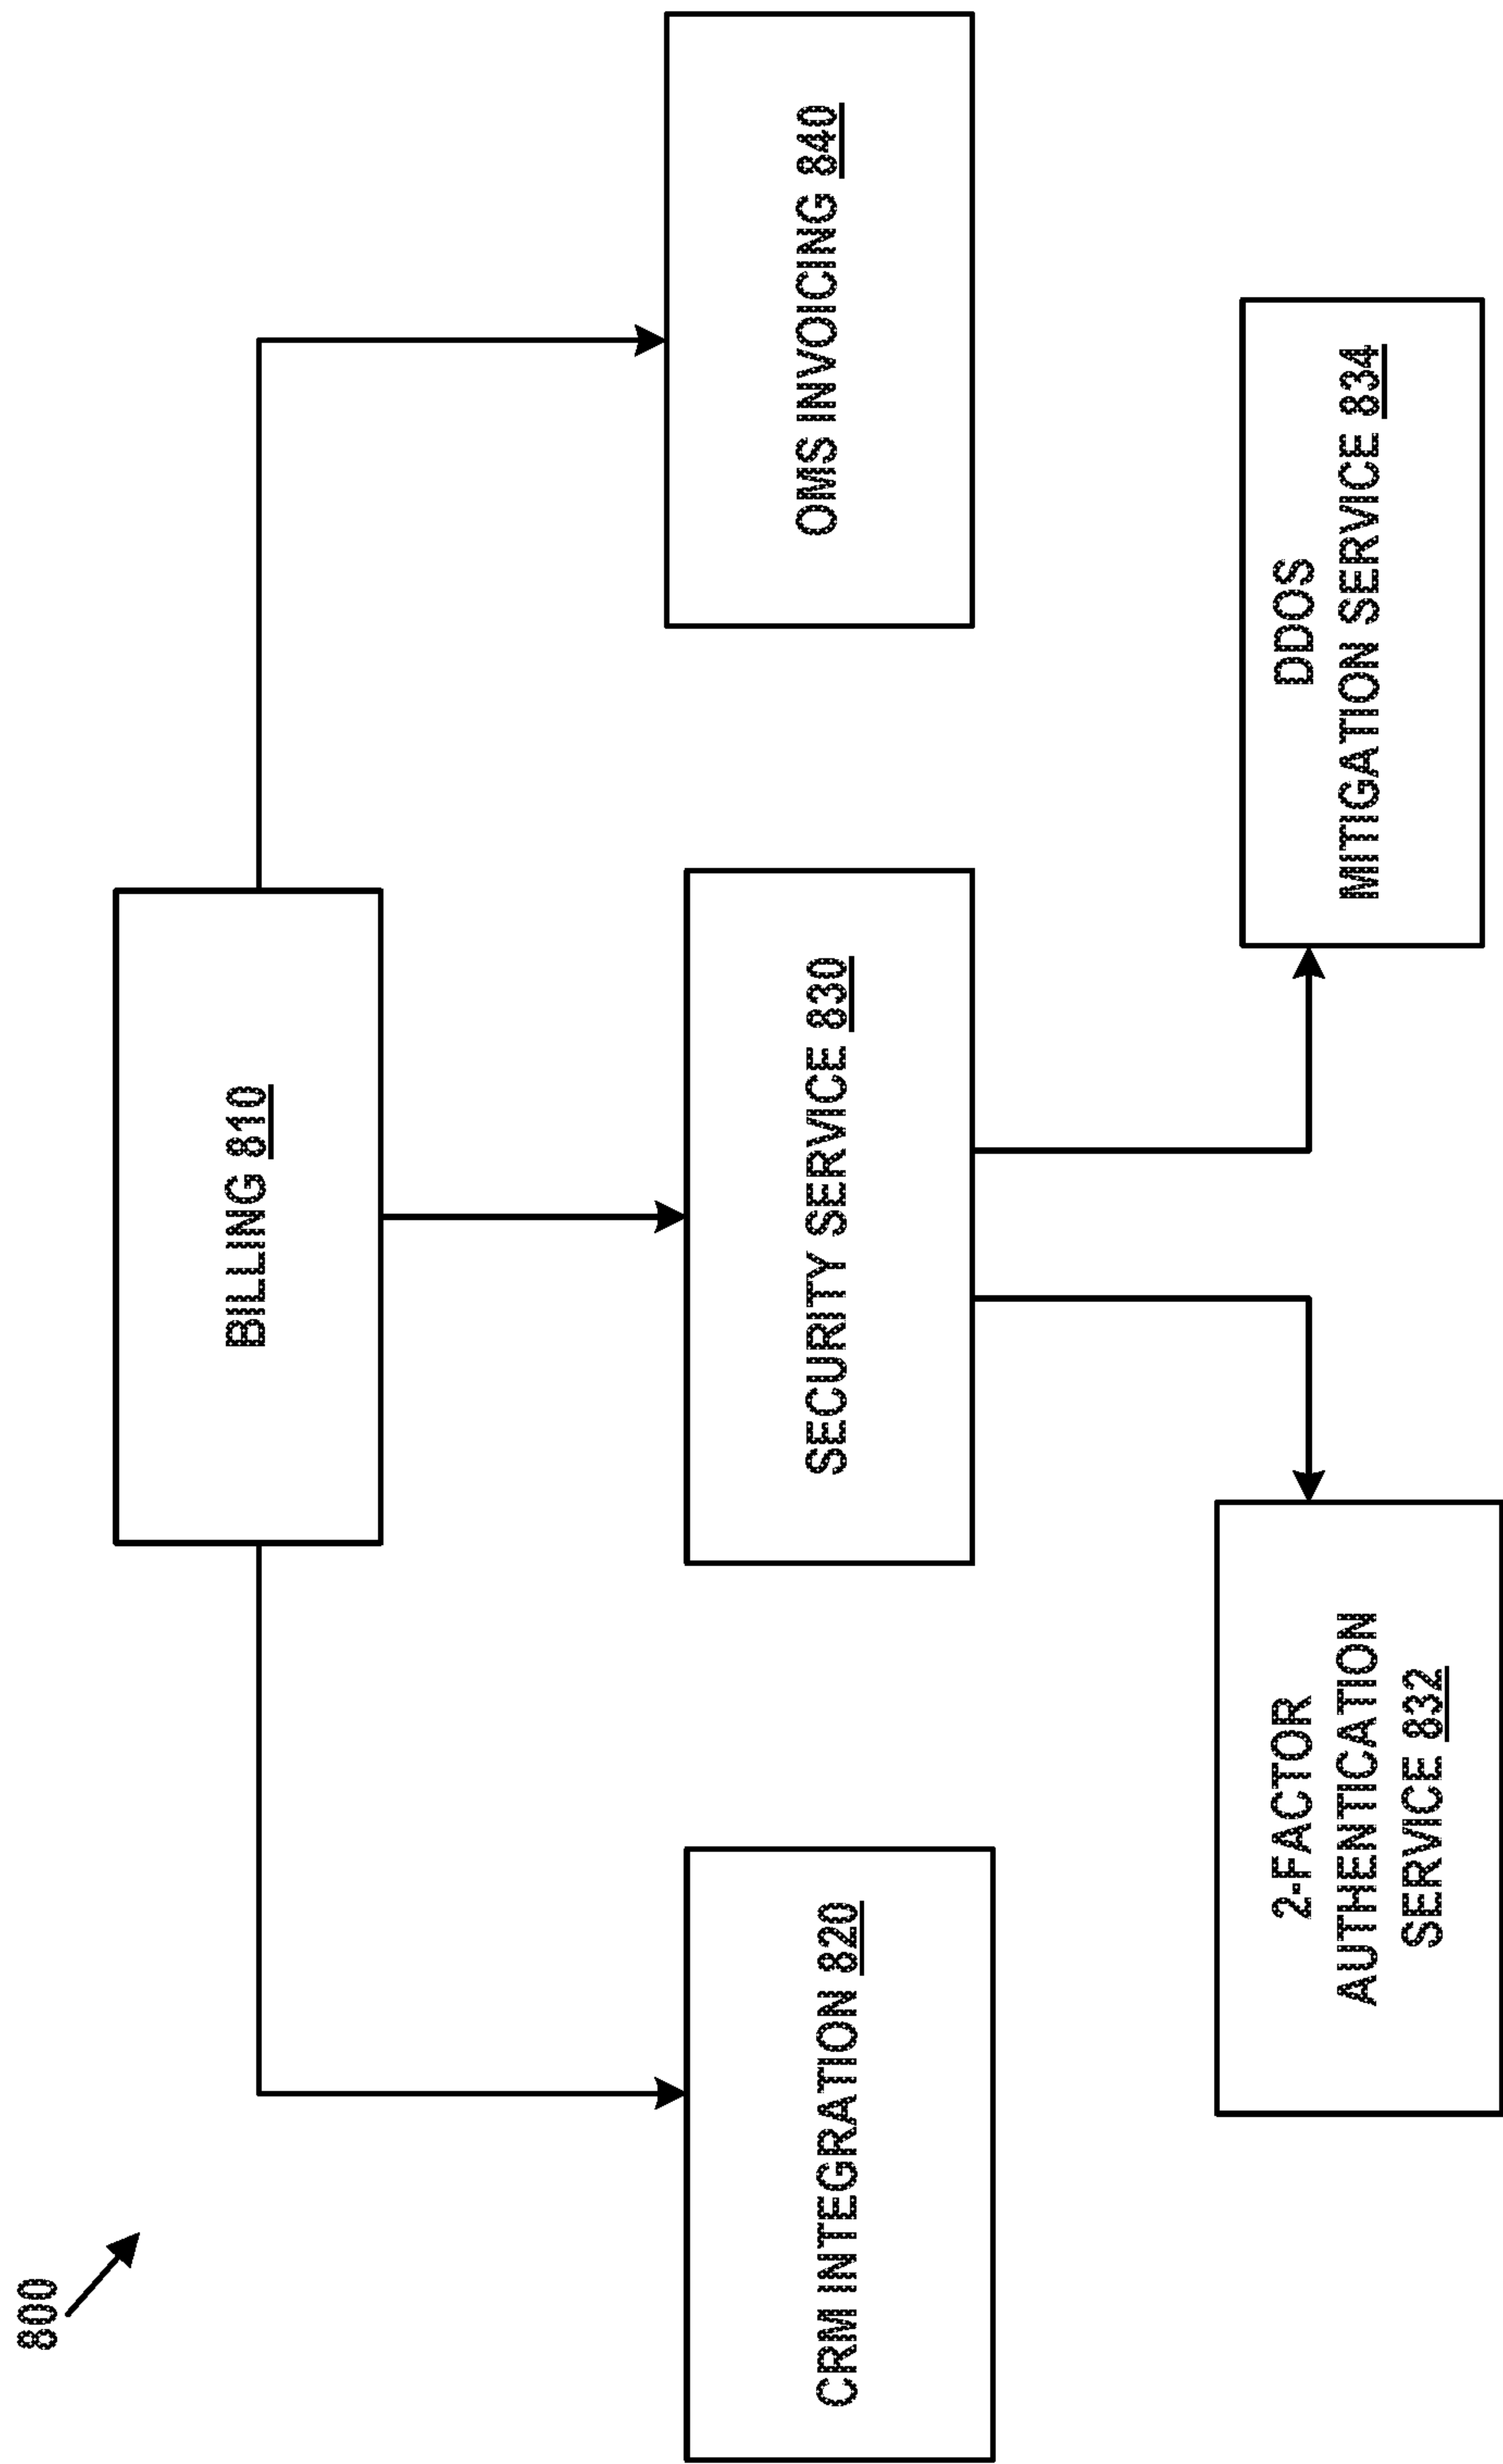 800
BILLING 810
CRM INTEGRATION 820
SECURITY SERVICE 830
OMS INVOICING 840
2-FACTOR
AUTHENTICATION
SERVICE 832
DDOS
MITIGATION SERVICE 834